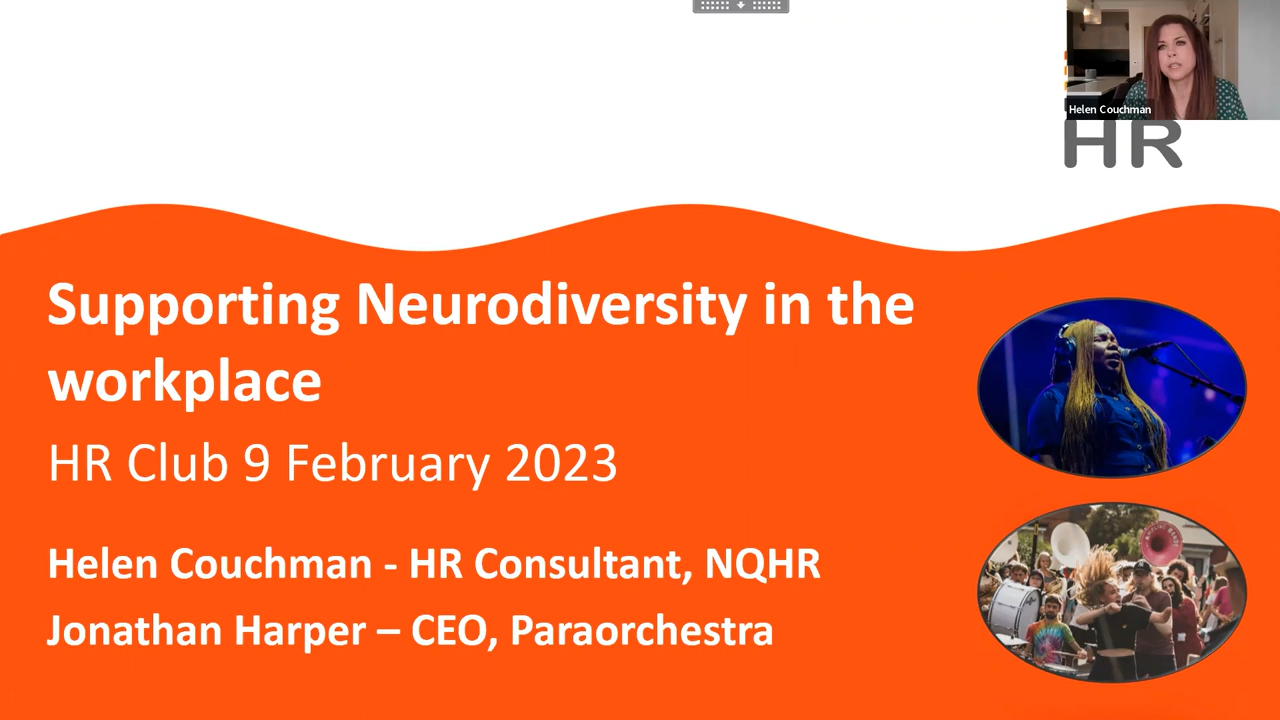 Helen Couchman
HR
Supporting Neurodiversity in the
workplace
HR Club 9 February 2023
Helen Couchman - HR Consultant, NQHR
Jonathan Harper – CEO, Paraorchestra